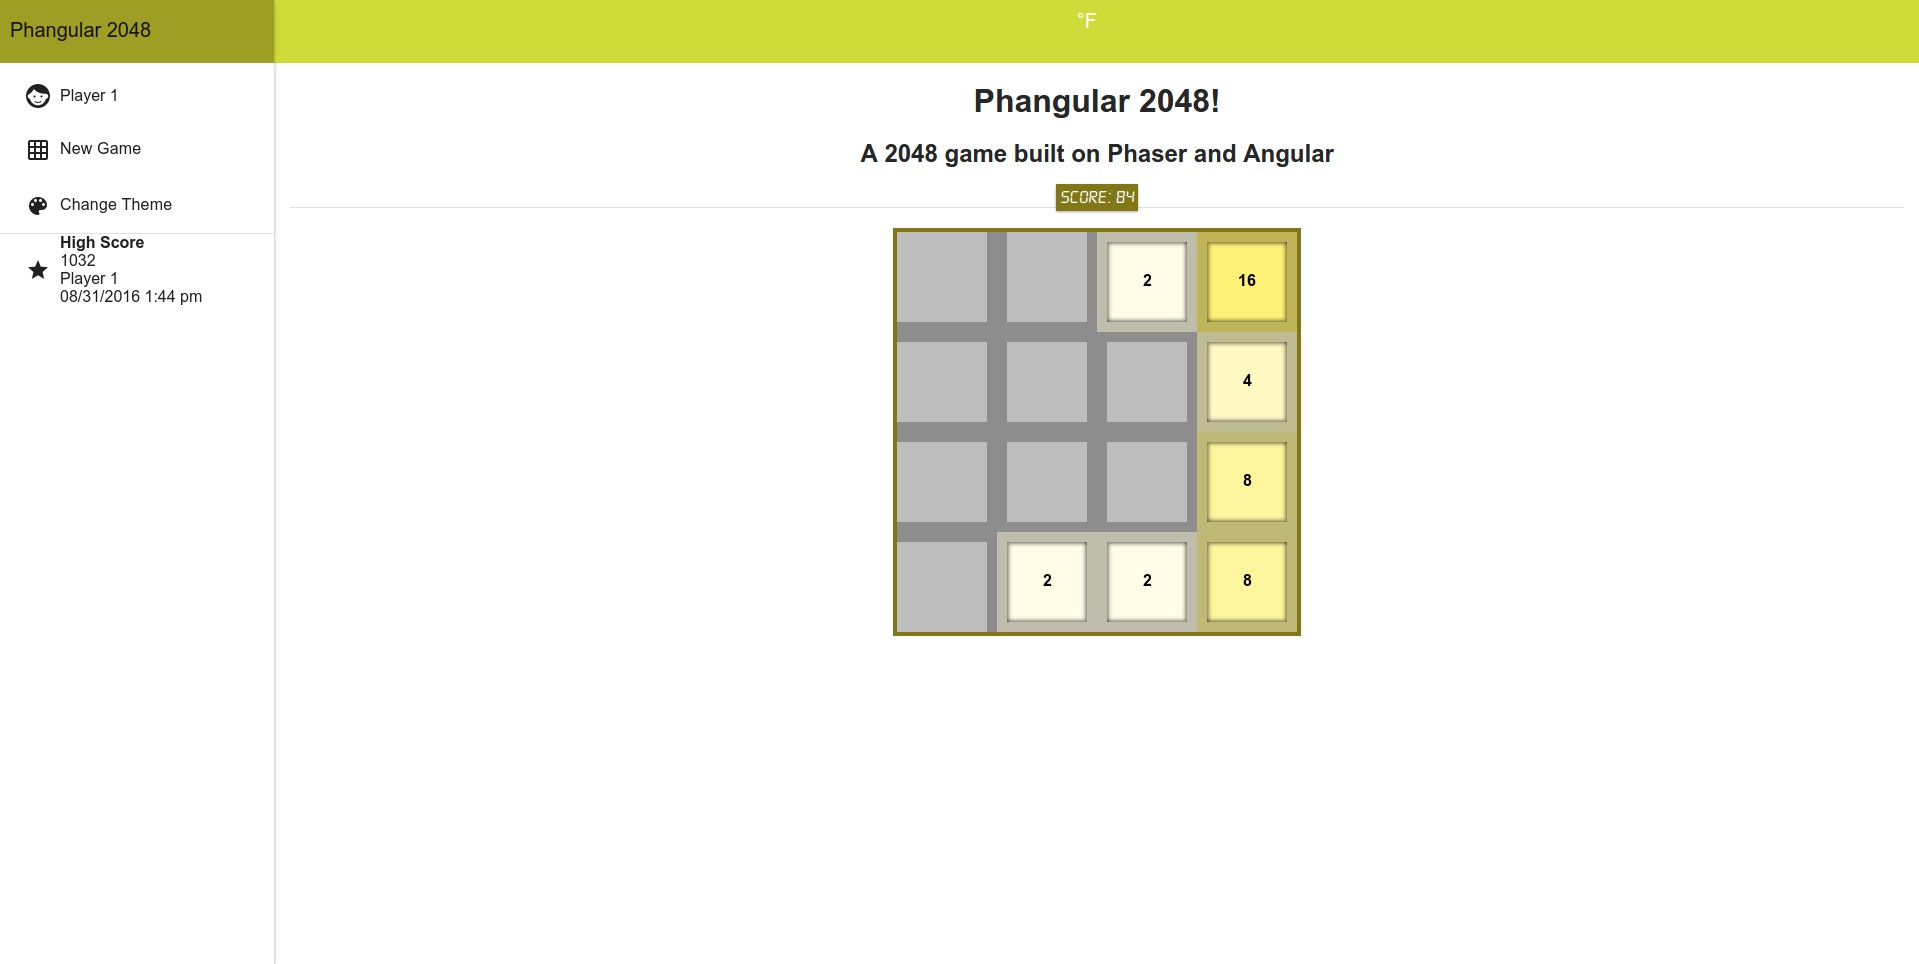 Phangular 2048
°F
Player 1
New Game
Change Theme
High Score
1032
Player 1
08/31/2016 1:44 pm
Phangular 2048!
A 2048 game built on Phaser and Angular
SCORE: 84
2 16
4
8
2 2 8